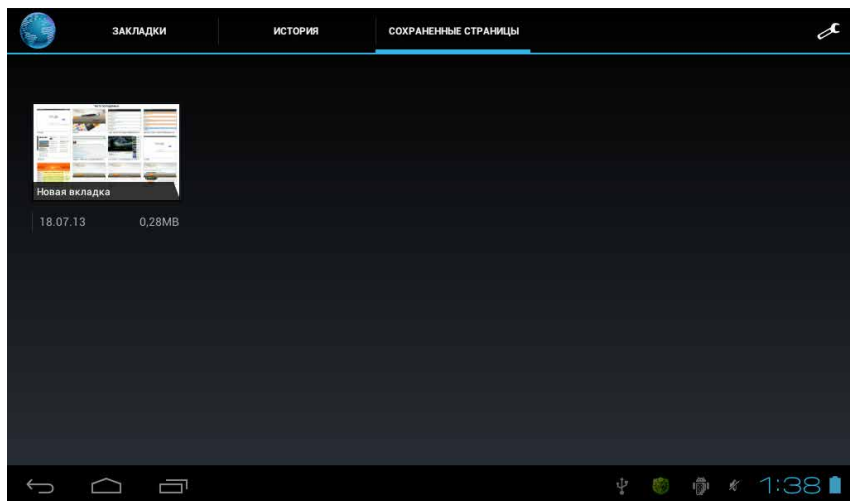 ЗАКЛАДКИ
ИСТОРИЯ
СОХРАНЕННЫЕ СТРАНИЦЫ
Новая вкладка
18.07.13
0,28MB
1:38